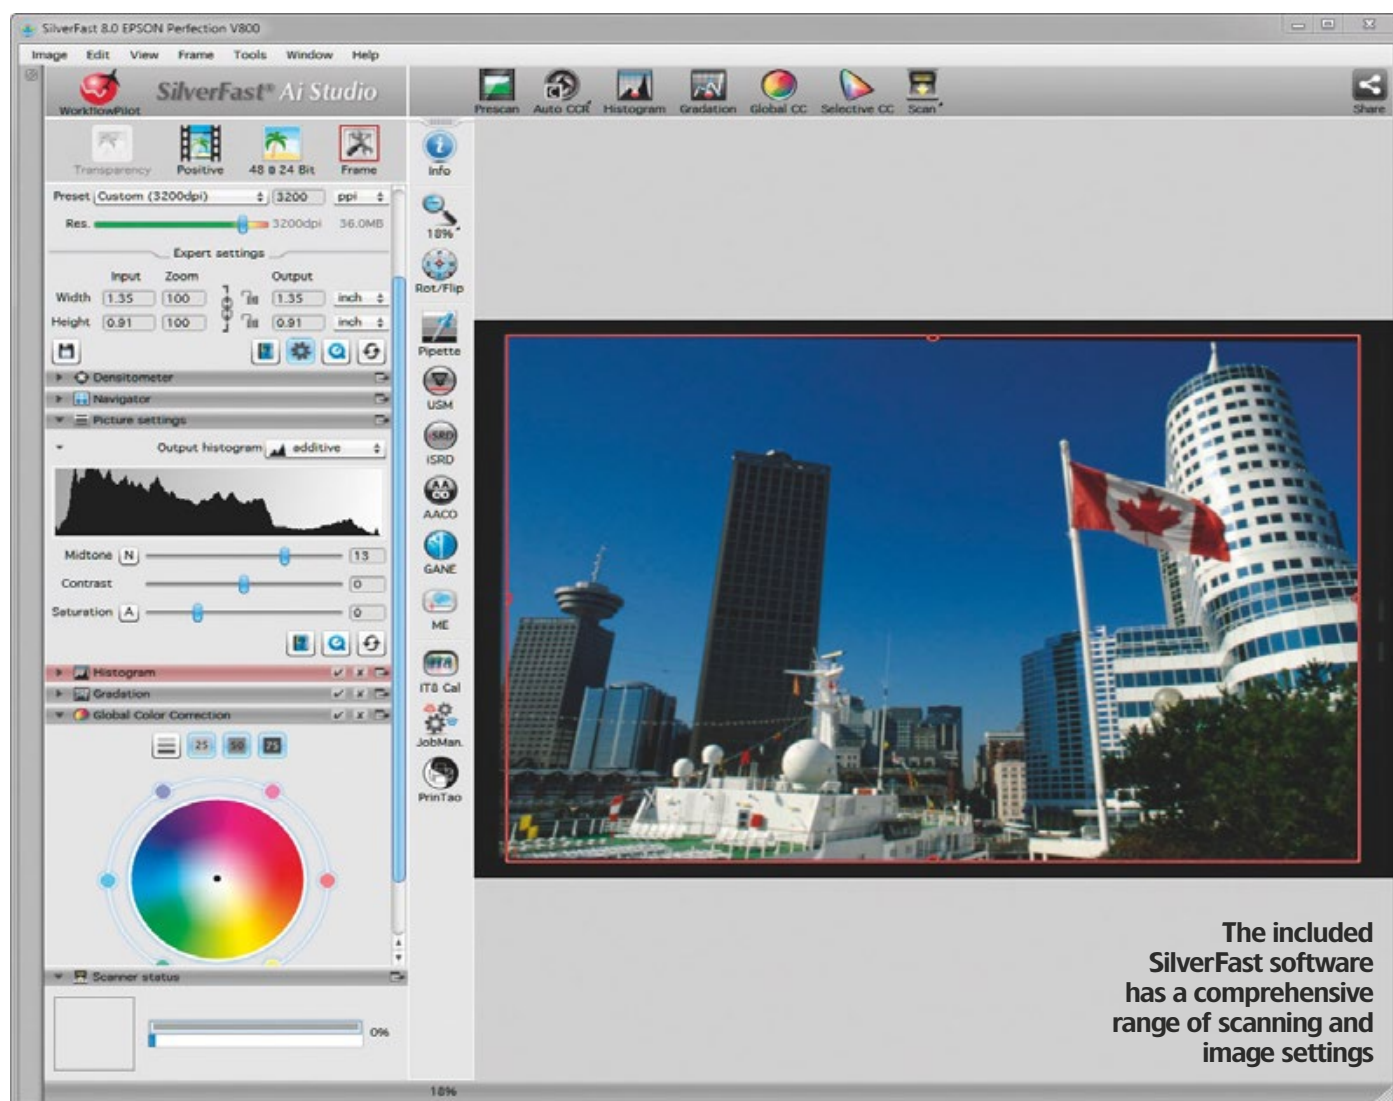 SilverFast 8.0 EPSON Perfection V800
Image Edit View Frame Tools Window Help
WorkflowPilot
SilverFast® Ai Studio
Prescan Auto CCR Histogram Gradation Global CC Selective CC Scan Share
Transparency Positive 48 24 Bit Frame
Preset Custom (3200dpi) 3200 ppi
Res. 3200dpi 36.0MB
Expert settings
Input Zoom Output
Width 1.35 100 1.35 inch
Height 0.91 100 0.91 inch
Densitometer
Navigator
Picture settings
Output histogram additive
Midtone N 13
Contrast 0
Saturation A 0
Histogram
Gradation
Global Color Correction
25 50 75
Scanner status
0%
Info
18%
Rot/Flip
Pipette
USM
iSRD
iSRD
AACO
AACO
GANE
ME
IT8 Cal
JobMan.
PrinTao
18%
The included
SilverFast software
has a comprehensive
range of scanning and
image settings